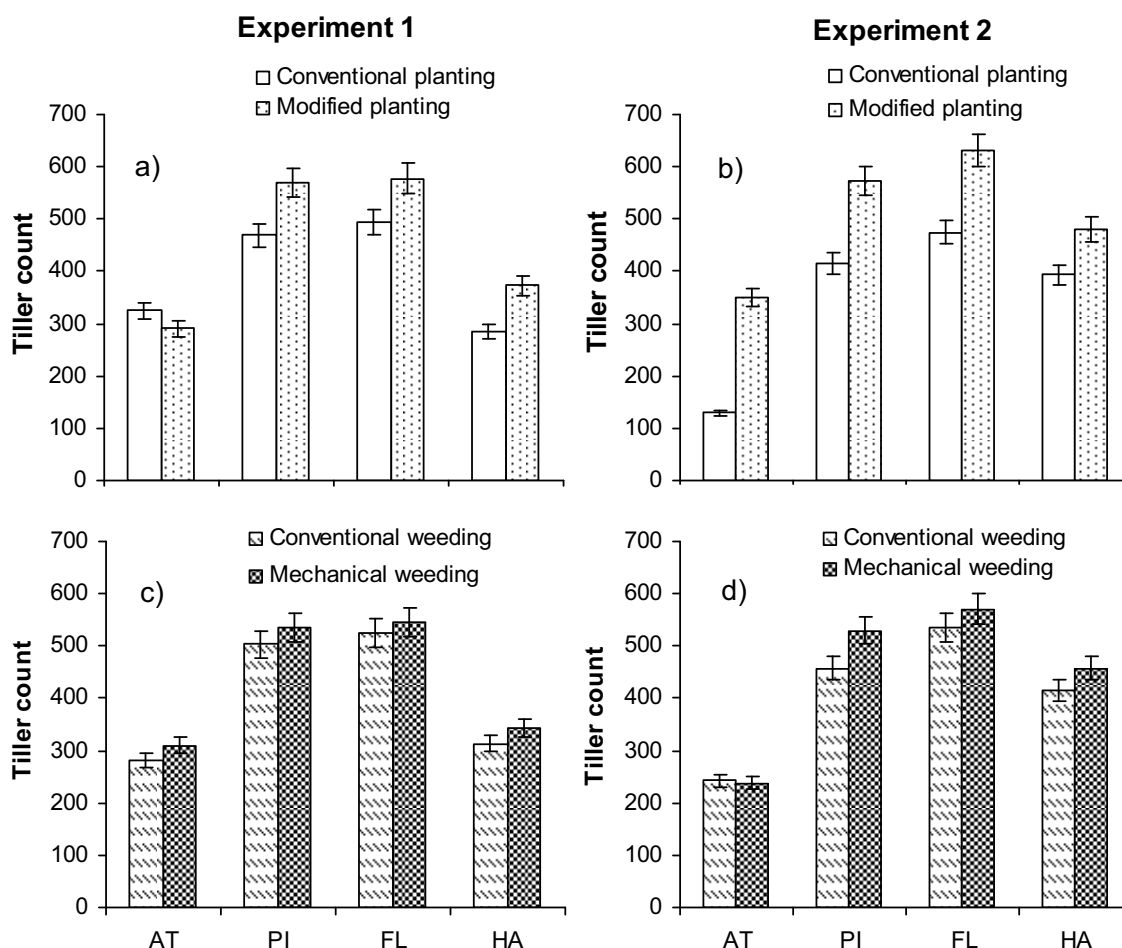 Experiment 1
Conventional planting
Modified planting
700
600
500
400
300
200
100
0
Tiller count
a)
Experiment 2
Conventional planting
Modified planting
700
600
500
400
300
200
100
0
Tiller count
b)
Conventional weeding
Mechanical weeding
700
600
500
400
300
200
100
0
Tiller count
c)
AT PI FL HA
Conventional weeding
Mechanical weeding
700
600
500
400
300
200
100
0
Tiller count
d)
AT PI FL HA